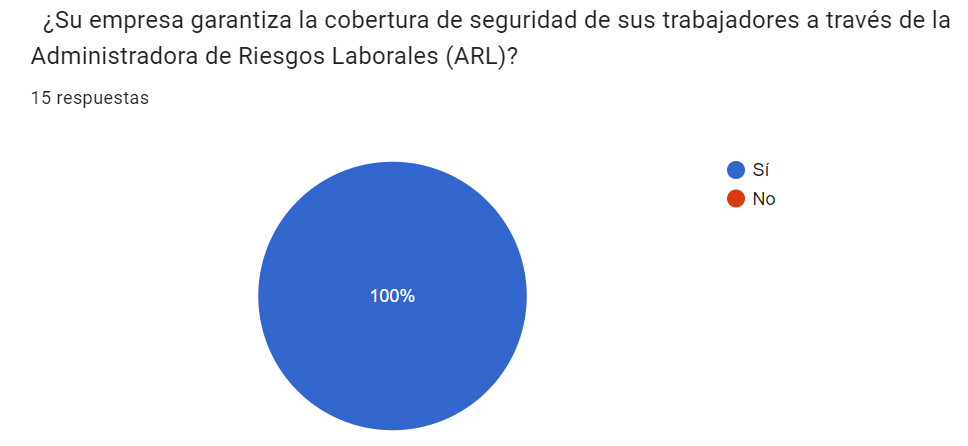 ¿Su empresa garantiza la cobertura de seguridad de sus trabajadores a través de la
Administradora de Riesgos Laborales (ARL)?
15 respuestas
Sí
No
100%